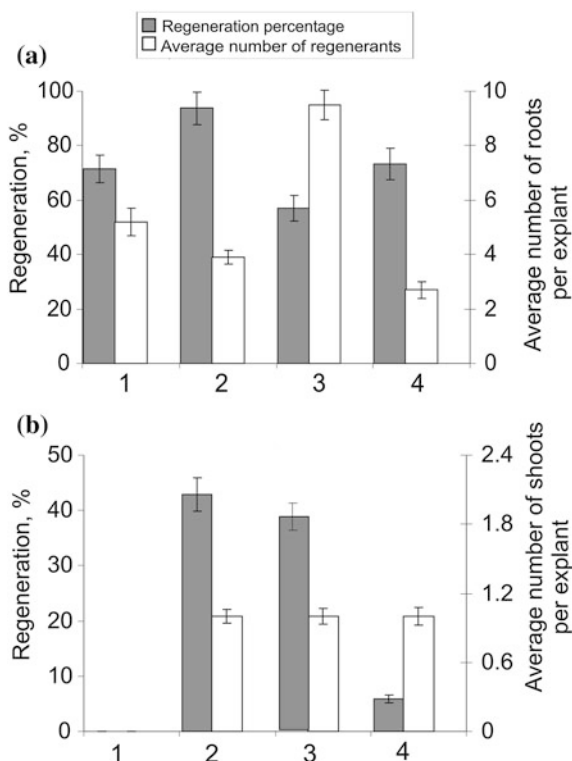 Regeneration percentage
Average number of regenerants
(a)
Regeneration, %
100
80
60
40
20
0
10
8
6
4
2
0
Average number of roots
per explant
1 2 3 4
(b)
Regeneration, %
50
40
30
20
10
0
2.4
1.8
1.2
0.6
0
Average number of shoots
per explant
1 2 3 4